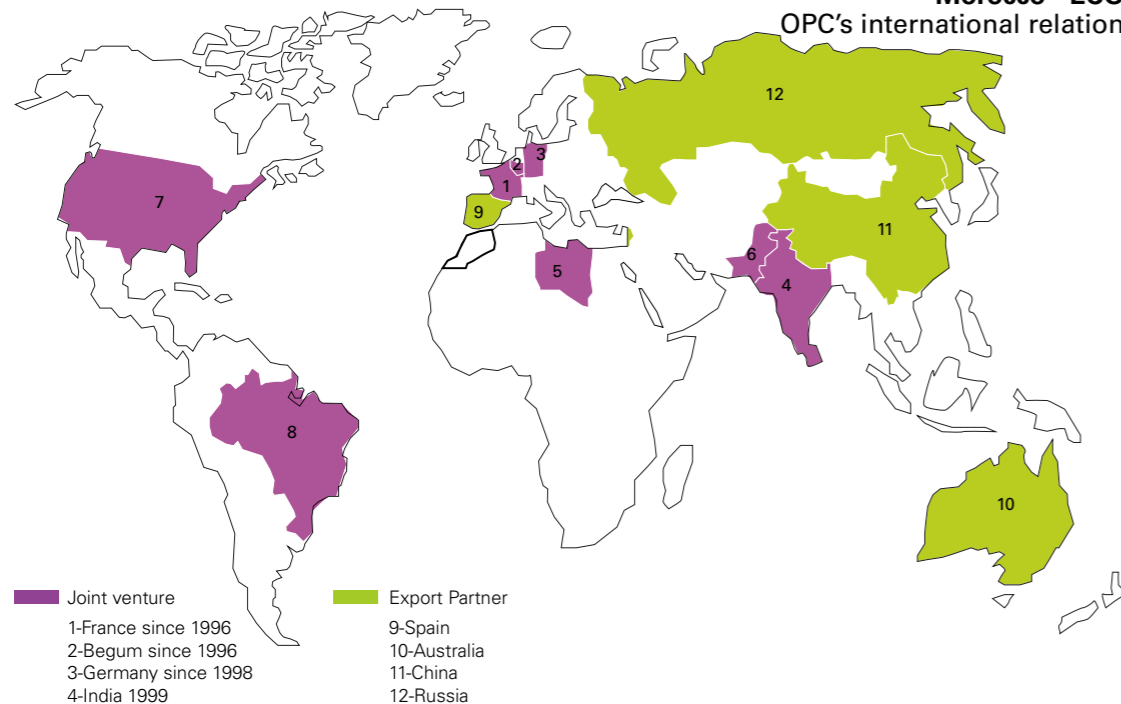 OPC's international relation
12
3
2
1
7
9
11
6
5
4
8
10
Joint venture
1-France since 1996
2-Begum since 1996
3-Germany since 1998
4-India 1999
Export Partner
9-Spain
10-Australia
11-China
12-Russia